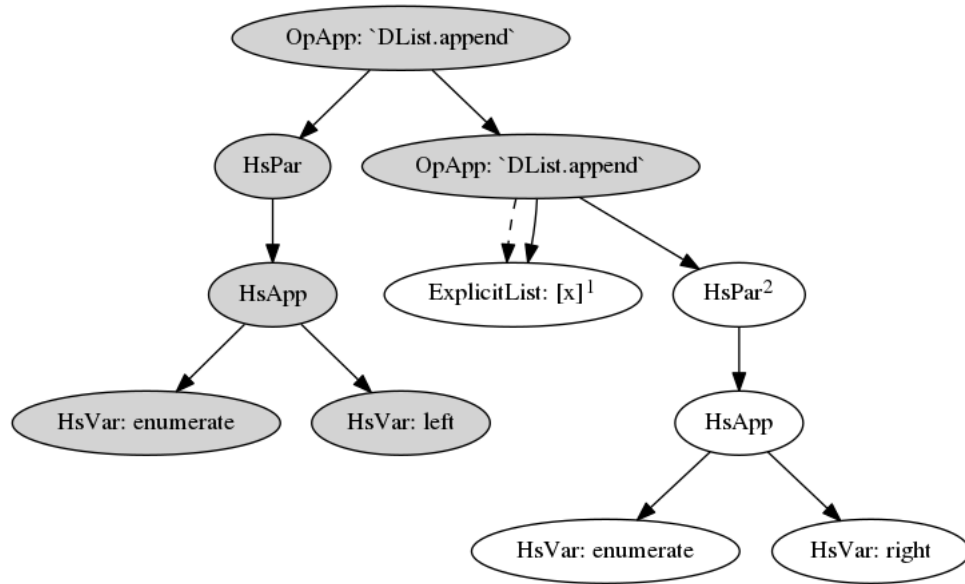 OpApp: `DList.append`
HsPar
OpApp: `DList.append`
HsApp
ExplicitList: [x]¹
HsPar²
HsVar: enumerate
HsVar: left
HsApp
HsVar: enumerate
HsVar: right